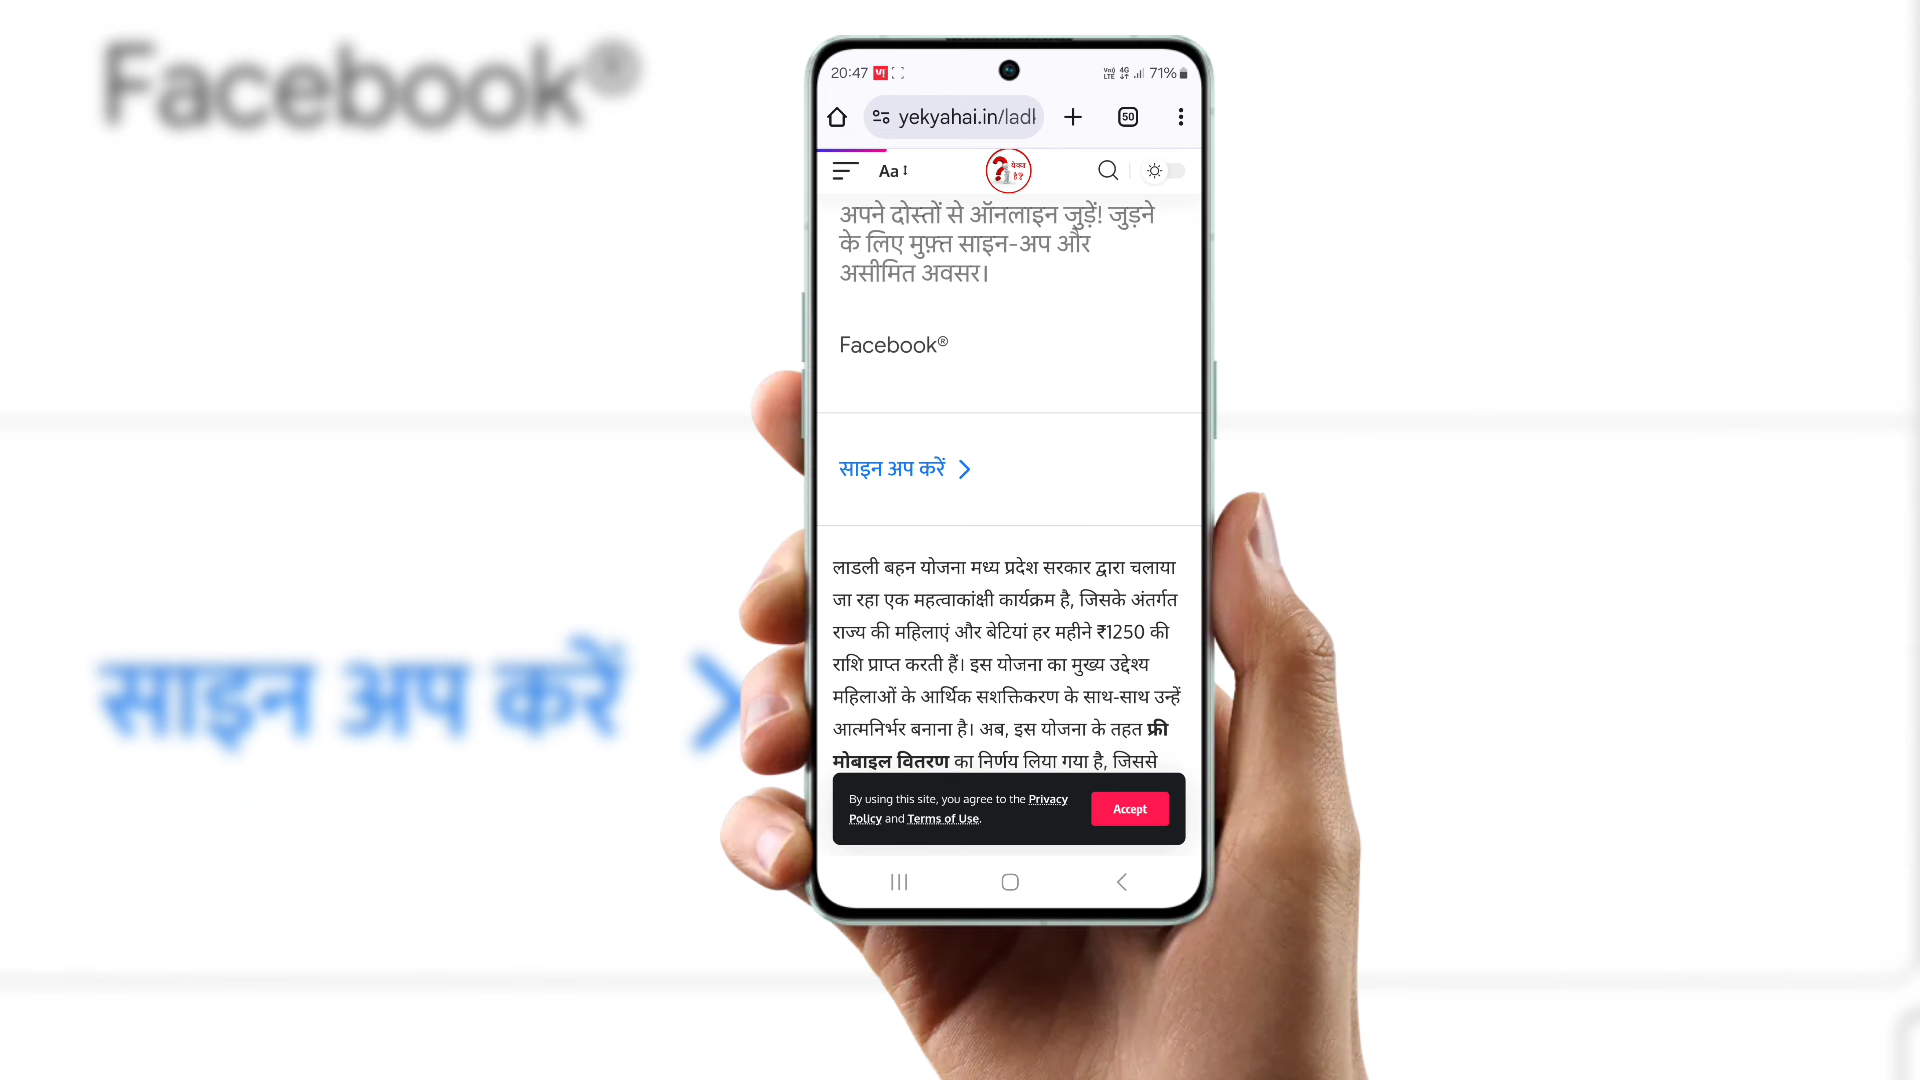 Facebook®
साइन अप करें
20:47
Vo) LTE 4G 71%
yekyahai.in/ladl
50
Aa
येक्या है?
अपने दोस्तों से ऑनलाइन जुड़ें! जुड़ने
के लिए मुफ़्त साइन-अप और
असीमित अवसर।
Facebook®
साइन अप करें
लाडली बहन योजना मध्य प्रदेश सरकार द्वारा चलाया
जा रहा एक महत्वाकांक्षी कार्यक्रम है, जिसके अंतर्गत
राज्य की महिलाएं और बेटियां हर महीने ₹1250 की
राशि प्राप्त करती हैं। इस योजना का मुख्य उद्देश्य
महिलाओं के आर्थिक सशक्तिकरण के साथ-साथ उन्हें
आत्मनिर्भर बनाना है। अब, इस योजना के तहत फ्री
मोबाइल वितरण का निर्णय लिया गया है, जिससे
By using this site, you agree to the Privacy
Policy and Terms of Use.
Accept